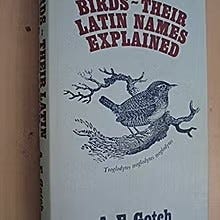 BIRDS – THEIR
LATIN NAMES
EXPLAINED
Troglodytes troglodytes troglodytes
A. F. Gotch
BIRDS – THEIR LATIN